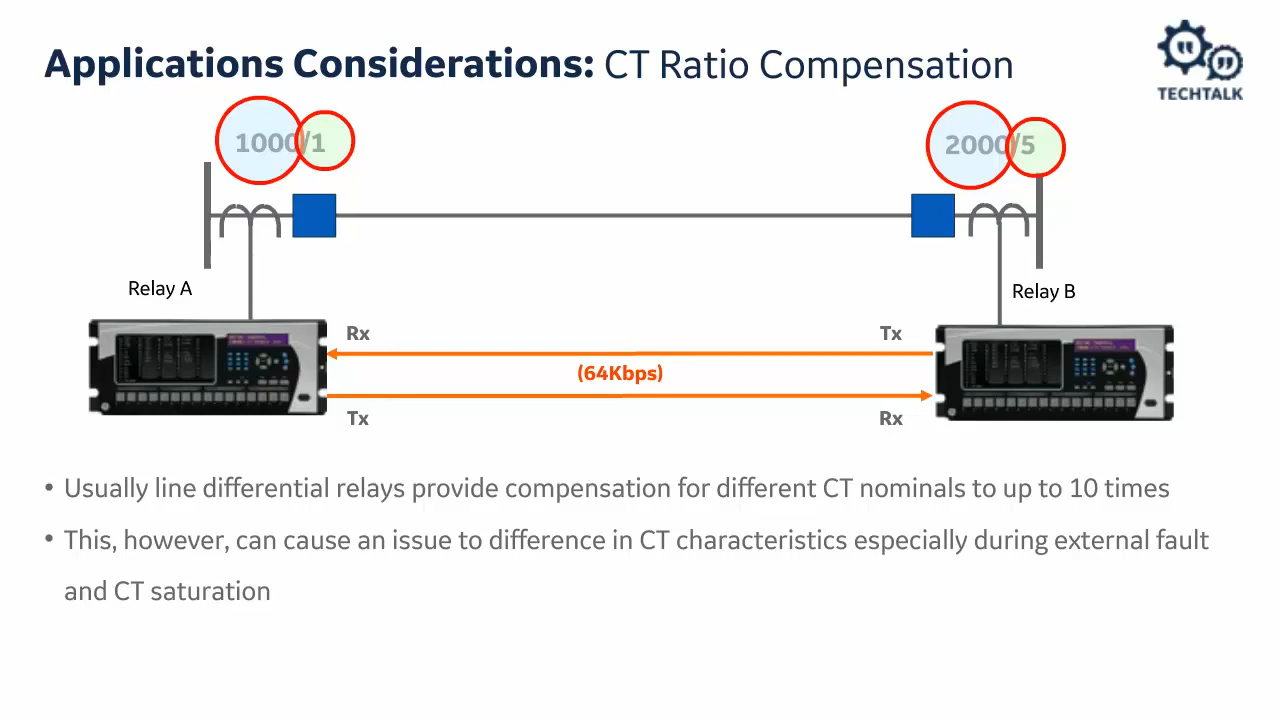 Applications Considerations: CT Ratio Compensation
TECHTALK
1000/1
2000/5
Relay A
Relay B
Rx
Tx
(64Kbps)
Tx
Rx
• Usually line differential relays provide compensation for different CT nominals to up to 10 times
• This, however, can cause an issue to difference in CT characteristics especially during external fault
and CT saturation